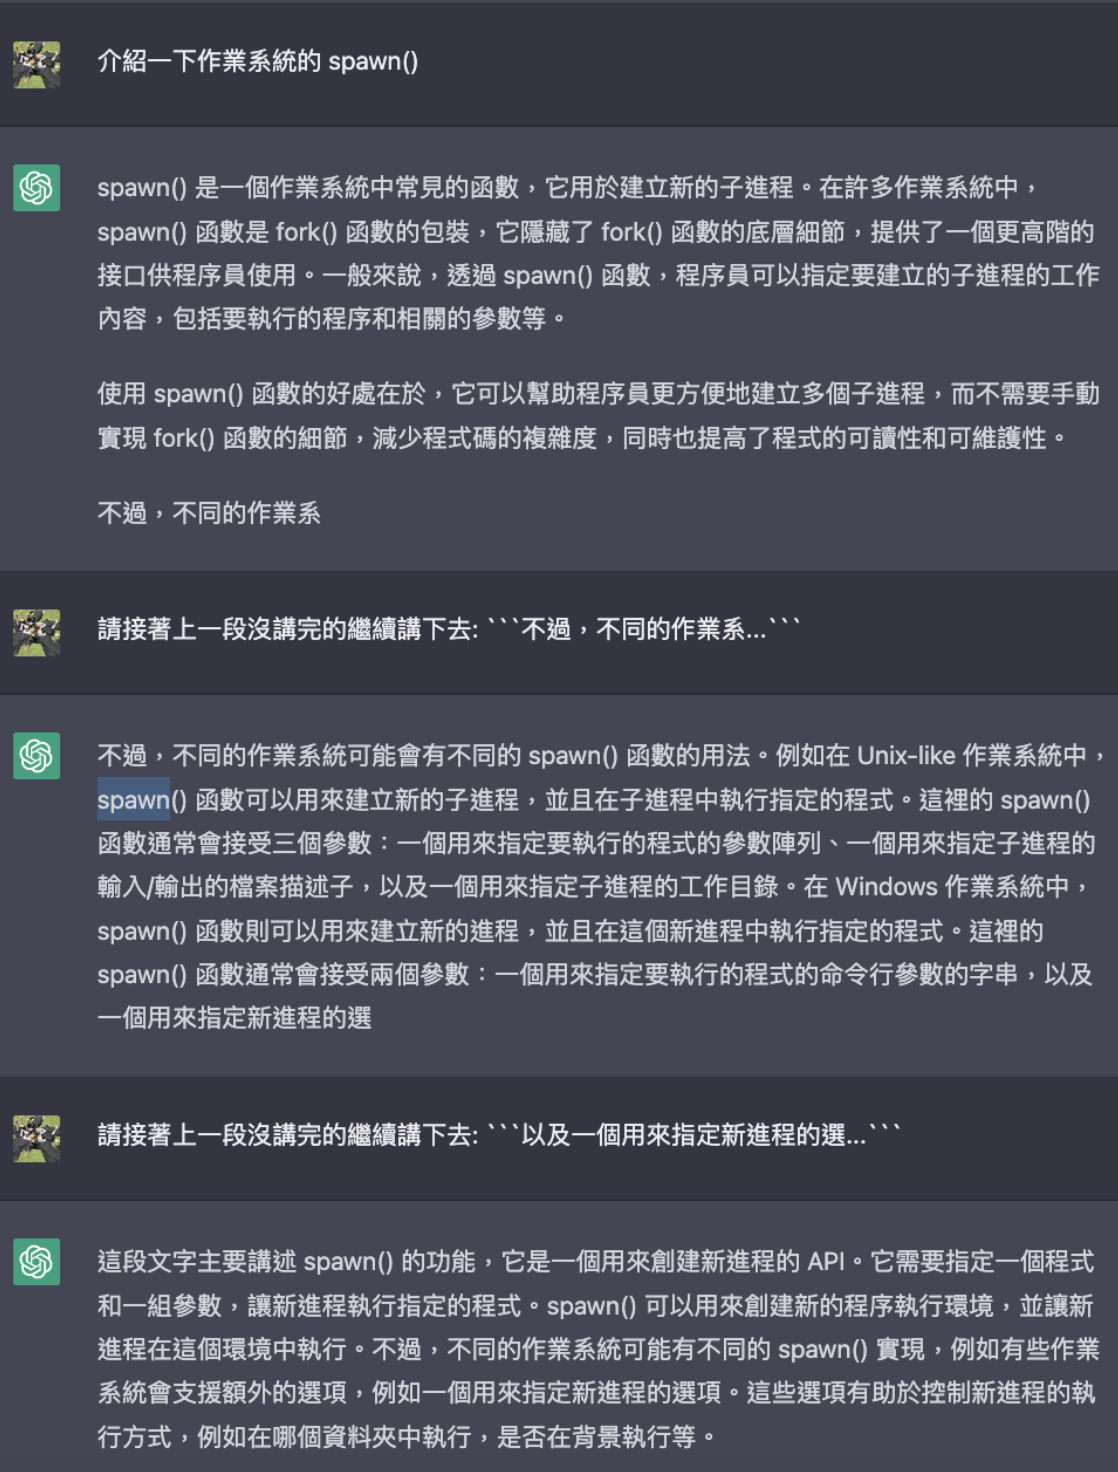 介紹一下作業系統的 spawn()
spawn() 是一個作業系統中常見的函數，它用於建立新的子進程。在許多作業系統中，
spawn() 函數是 fork() 函數的包裝，它隱藏了 fork() 函數的底層細節，提供了一個更高階的
接口供程序員使用。一般來說，透過 spawn() 函數，程序員可以指定要建立的子進程的工作
內容，包括要執行的程序和相關的參數等。
使用 spawn() 函數的好處在於，它可以幫助程序員更方便地建立多個子進程，而不需要手動
實現 fork() 函數的細節，減少程式碼的複雜度，同時也提高了程式的可讀性和可維護性。
不過，不同的作業系
請接著上一段沒講完的繼續講下去: ```不過，不同的作業系...```
不過，不同的作業系統可能會有不同的 spawn() 函數的用法。例如在 Unix-like 作業系統中，
spawn() 函數可以用來建立新的子進程，並且在子進程中執行指定的程式。這裡的 spawn()
函數通常會接受三個參數：一個用來指定要執行的程式的參數陣列、一個用來指定子進程的
輸入/輸出的檔案描述子，以及一個用來指定子進程的工作目錄。在 Windows 作業系統中，
spawn() 函數則可以用來建立新的進程，並且在這個新進程中執行指定的程式。這裡的
spawn() 函數通常會接受兩個參數：一個用來指定要執行的程式的命令行參數的字串，以及
一個用來指定新進程的選
請接著上一段沒講完的繼續講下去: ```以及一個用來指定新進程的選...```
這段文字主要講述 spawn() 的功能，它是一個用來創建新進程的 API。它需要指定一個程式
和一組參數，讓新進程執行指定的程式。spawn() 可以用來創建新的程序執行環境，並讓新
進程在這個環境中執行。不過，不同的作業系統可能有不同的 spawn() 實現，例如有些作業
系統會支援額外的選項，例如一個用來指定新進程的選項。這些選項有助於控制新進程的執
行方式，例如在哪個資料夾中執行，是否在背景執行等。